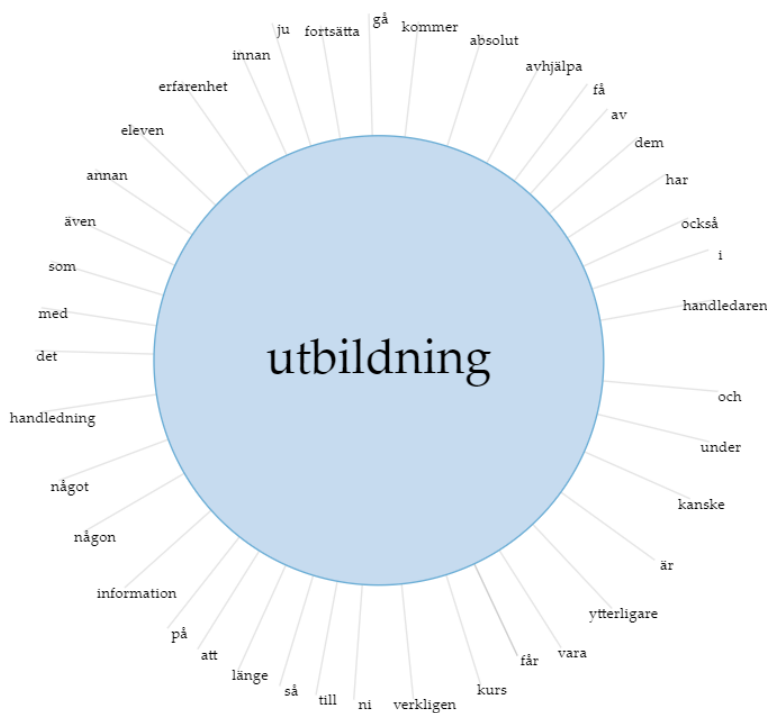 gå
kommer
absolut
avhjälpa
få
av
dem
har
också
i
handledaren
och
under
kanske
är
ytterligare
vara
får
kurs
verkligen
ni
till
så
länge
att
på
information
någon
något
handledning
det
med
som
även
annan
eleven
erfarenhet
innan
ju
fortsätta
utbildning